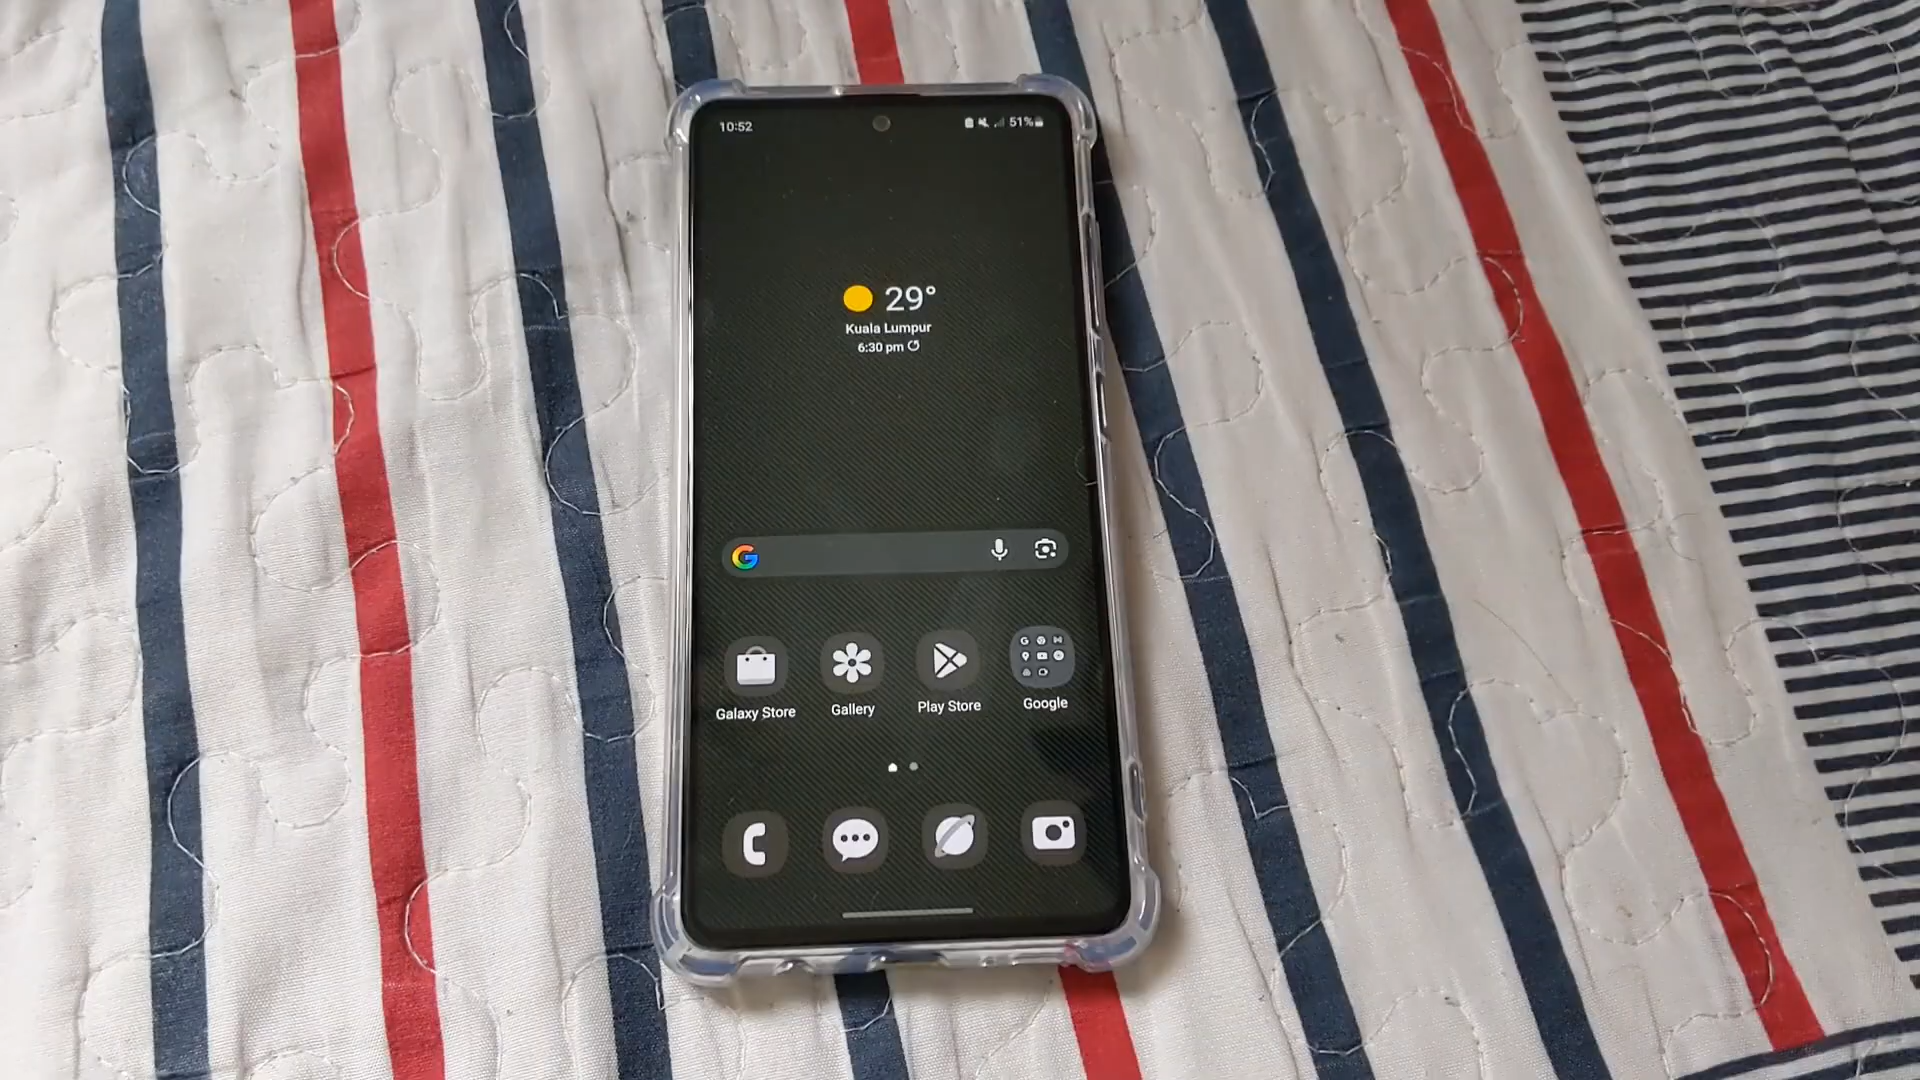 10:52
51%
29°
Kuala Lumpur
6:30 pm
G
Galaxy Store
Gallery
Play Store
Google